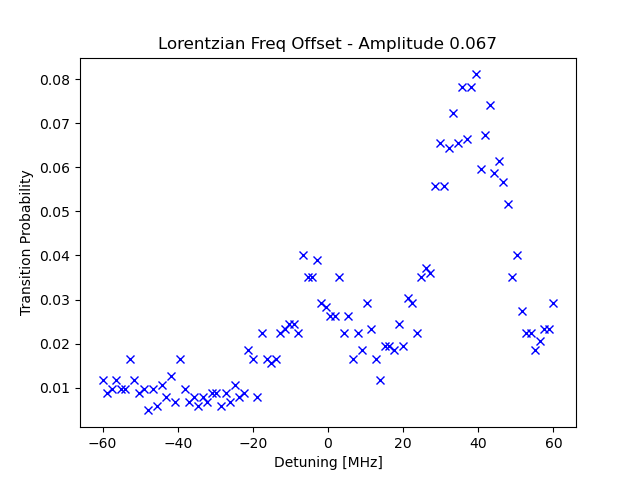 Lorentzian Freq Offset - Amplitude 0.067
Transition Probability
0.08
0.07
0.06
0.05
0.04
0.03
0.02
0.01
−60 −40 −20 0 20 40 60
Detuning [MHz]